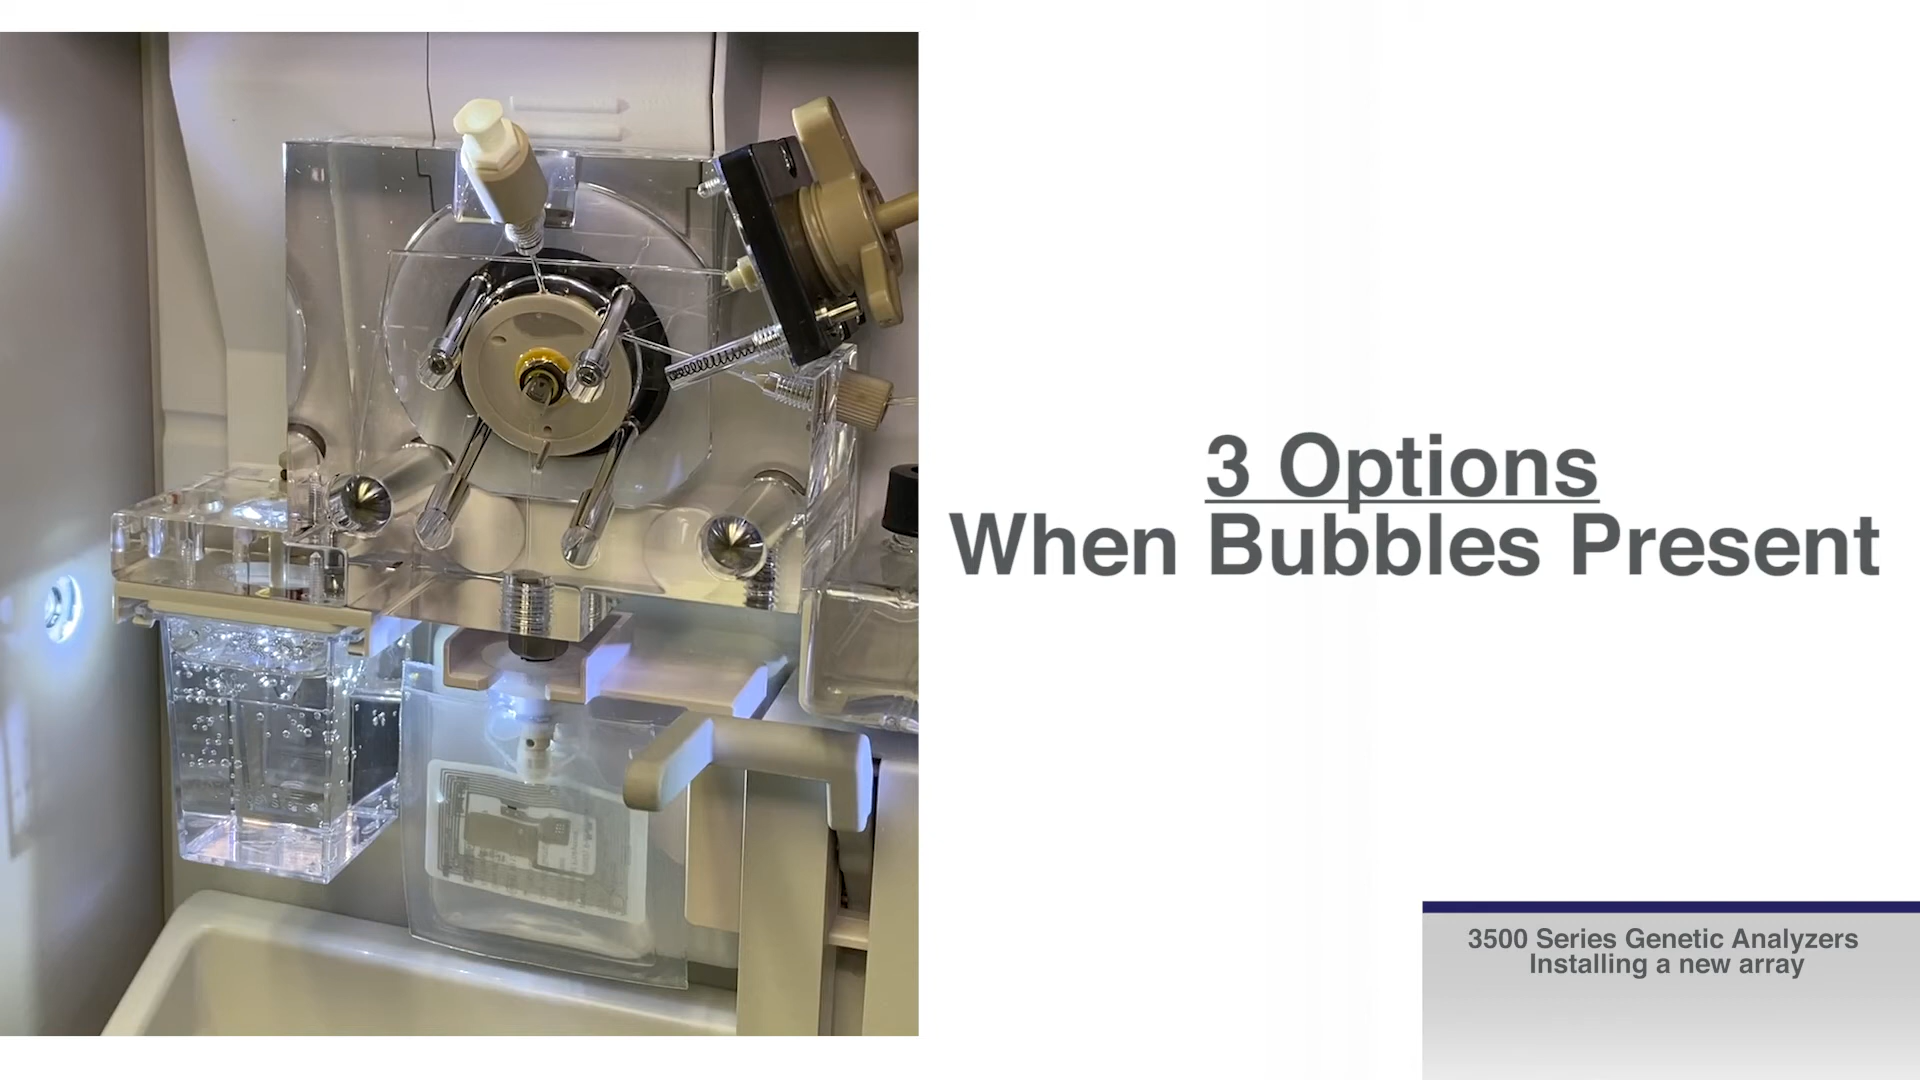 3 Options
When Bubbles Present
3500 Series Genetic Analyzers
Installing a new array